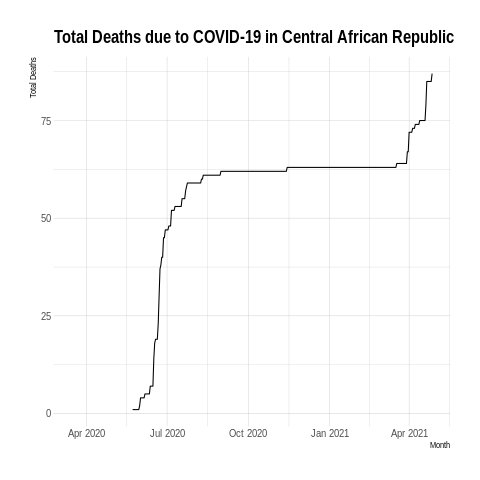 Total Deaths due to COVID-19 in Central African Republic
Total Deaths
75
50
25
0
Apr 2020 Jul 2020 Oct 2020 Jan 2021 Apr 2021
Month